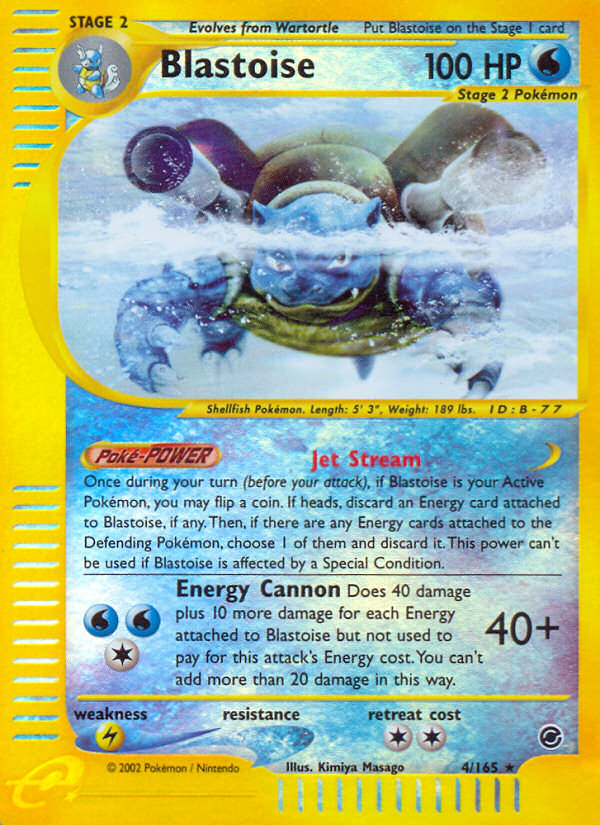 STAGE 2
Evolves from Wartortle Put Blastoise on the Stage 1 card
Blastoise 100 HP
Stage 2 Pokémon
Shellfish Pokémon. Length: 5' 3", Weight: 189 lbs. ID: B-77
Poké-POWER Jet Stream
Once during your turn (before your attack), if Blastoise is your Active
Pokémon, you may flip a coin. If heads, discard an Energy card attached
to Blastoise, if any. Then, if there are any Energy cards attached to the
Defending Pokémon, choose 1 of them and discard it. This power can't
be used if Blastoise is affected by a Special Condition.
Energy Cannon Does 40 damage
plus 10 more damage for each Energy
attached to Blastoise but not used to
pay for this attack's Energy cost. You can't
add more than 20 damage in this way.
40+
weakness resistance retreat cost
© 2002 Pokémon / Nintendo Illus. Kimiya Masago 4/165 ★